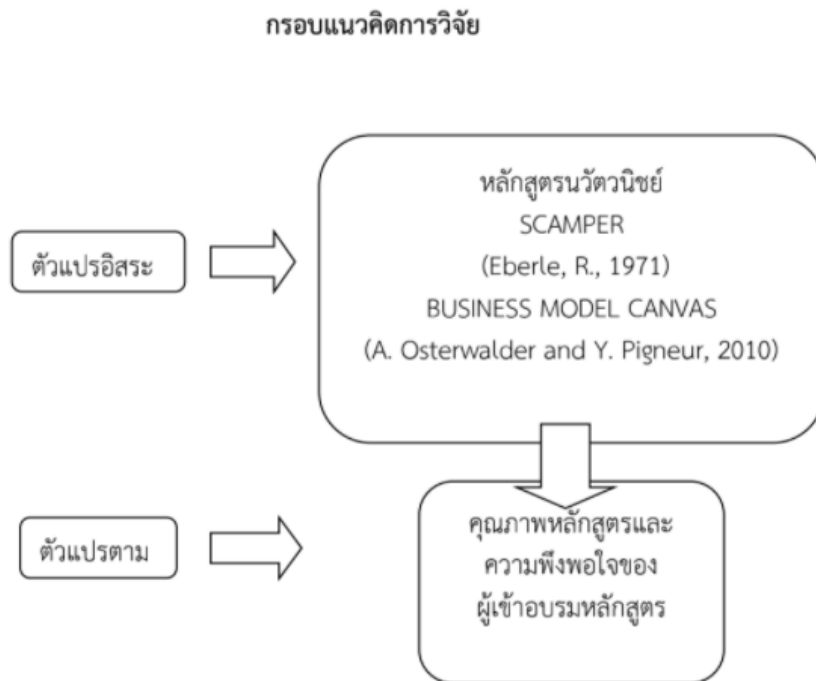 กรอบแนวคิดการวิจัย
ตัวแปรอิสระ
หลักสูตรนวัตวนิชย์
SCAMPER
(Eberle, R., 1971)
BUSINESS MODEL CANVAS
(A. Osterwalder and Y. Pigneur, 2010)
ตัวแปรตาม
คุณภาพหลักสูตรและ
ความพึงพอใจของ
ผู้เข้าอบรมหลักสูตร